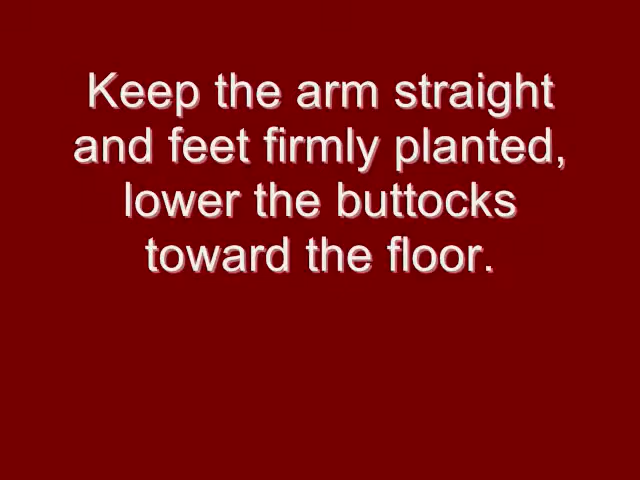 Keep the arm straight
and feet firmly planted,
lower the buttocks
toward the floor.